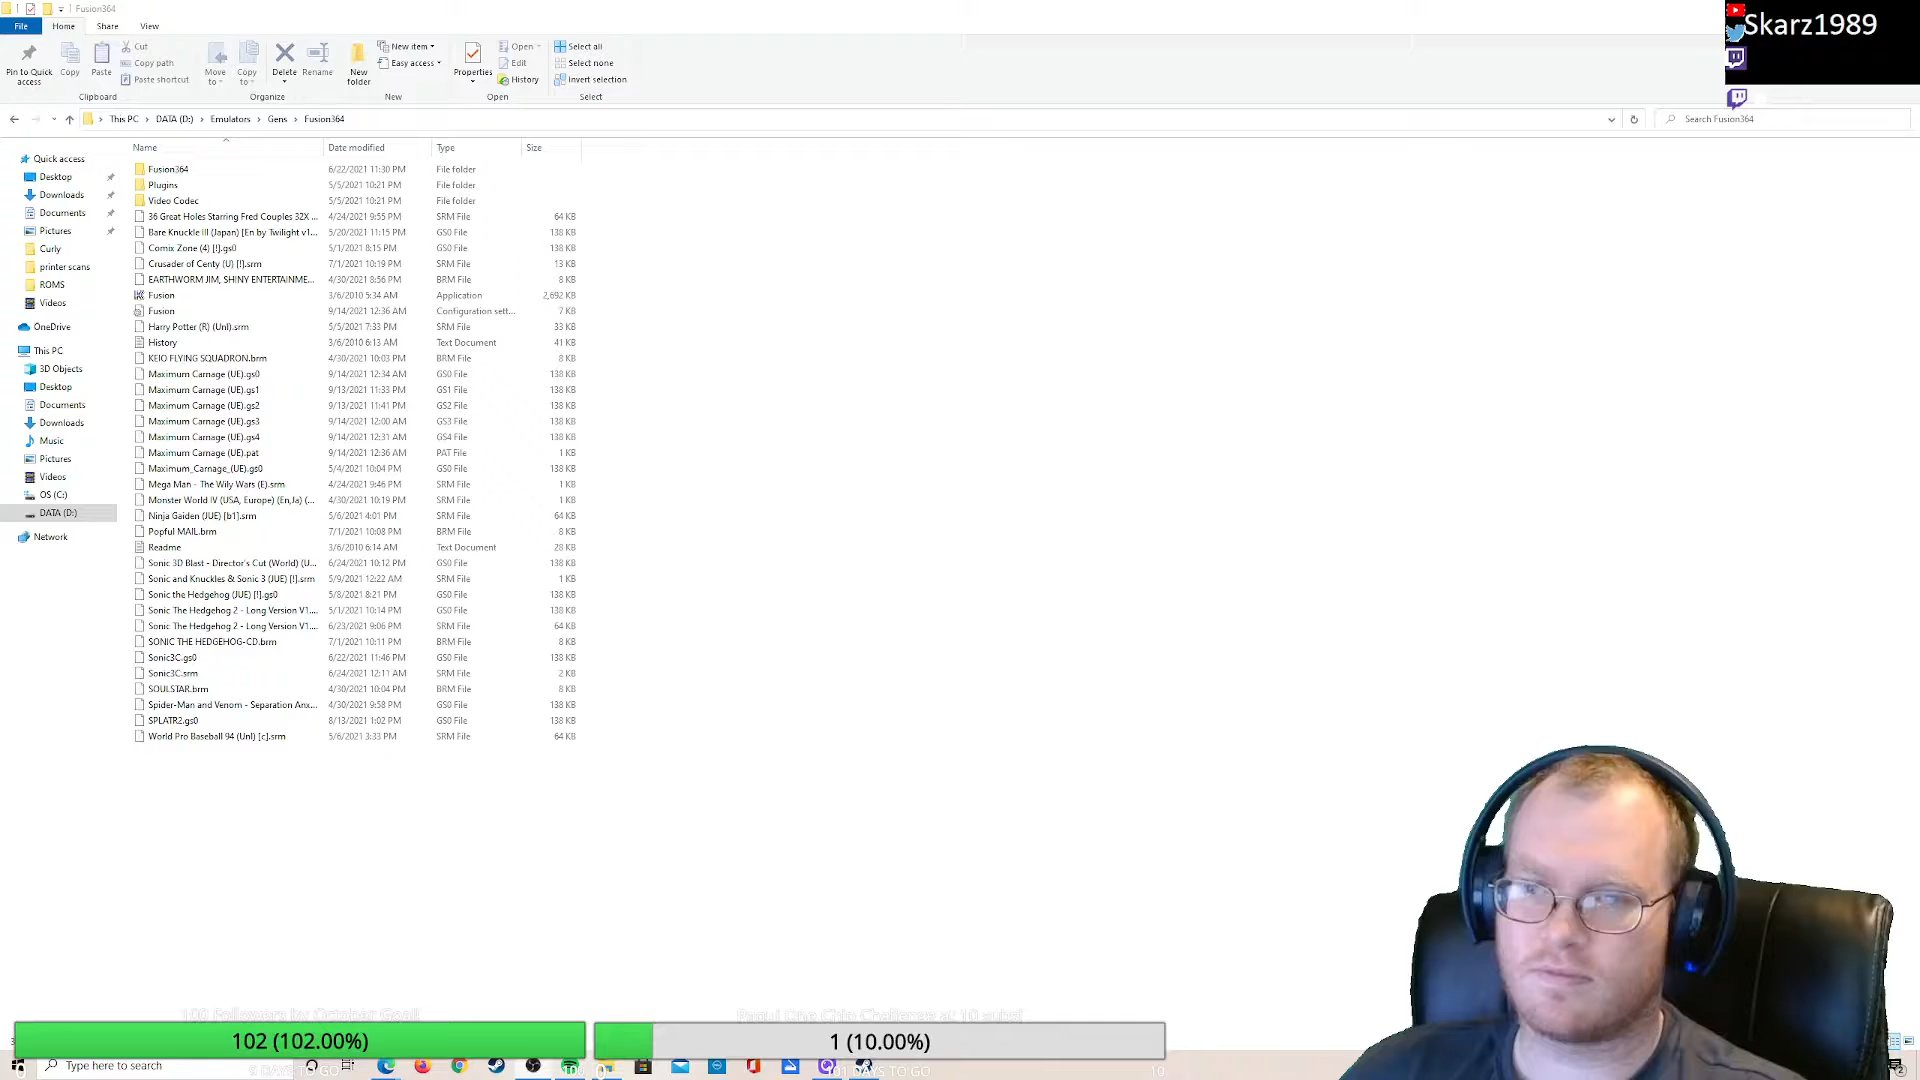 Fusion364
File Home Share View
Pin to Quick access
Copy
Paste
Cut
Copy path
Paste shortcut
Clipboard
Move to
Copy to
Delete
Rename
Organize
New folder
New item
Easy access
New
Properties
Open
Edit
History
Open
Select all
Select none
Invert selection
Select
Skarz1989
This PC > DATA (D:) > Emulators > Gens > Fusion364
Search Fusion364
Quick access
Desktop
Downloads
Documents
Pictures
Curly
printer scans
ROMS
Videos
OneDrive
This PC
3D Objects
Desktop
Documents
Downloads
Music
Pictures
Videos
OS (C:)
DATA (D:)
Network
Name Date modified Type Size
Fusion364 6/22/2021 11:30 PM File folder
Plugins 5/5/2021 10:21 PM File folder
Video Codec 5/5/2021 10:21 PM File folder
36 Great Holes Starring Fred Couples 32X ... 4/24/2021 9:55 PM SRM File 64 KB
Bare Knuckle III (Japan) [En by Twilight v1... 5/20/2021 11:15 PM GS0 File 138 KB
Comix Zone (4) [!].gs0 5/1/2021 8:15 PM GS0 File 138 KB
Crusader of Centy (U) [!].srm 7/1/2021 10:19 PM SRM File 13 KB
EARTHWORM JIM, SHINY ENTERTAINME... 4/30/2021 8:56 PM BRM File 8 KB
Fusion 3/6/2010 5:34 AM Application 2,692 KB
Fusion 9/14/2021 12:36 AM Configuration sett... 7 KB
Harry Potter (R) (Unl).srm 5/5/2021 7:33 PM SRM File 33 KB
History 3/6/2010 6:13 AM Text Document 41 KB
KEIO FLYING SQUADRON.brm 4/30/2021 10:03 PM BRM File 8 KB
Maximum Carnage (UE).gs0 9/14/2021 12:34 AM GS0 File 138 KB
Maximum Carnage (UE).gs1 9/13/2021 11:33 PM GS1 File 138 KB
Maximum Carnage (UE).gs2 9/13/2021 11:41 PM GS2 File 138 KB
Maximum Carnage (UE).gs3 9/14/2021 12:00 AM GS3 File 138 KB
Maximum Carnage (UE).gs4 9/14/2021 12:31 AM GS4 File 138 KB
Maximum Carnage (UE).pat 9/14/2021 12:36 AM PAT File 1 KB
Maximum_Carnage_(UE).gs0 5/4/2021 10:04 PM GS0 File 138 KB
Mega Man - The Wily Wars (E).srm 4/24/2021 9:46 PM SRM File 1 KB
Monster World IV (USA, Europe) (En,Ja) (... 4/30/2021 10:19 PM SRM File 1 KB
Ninja Gaiden (JUE) [b1].srm 5/6/2021 4:01 PM SRM File 64 KB
Popful MAIL.brm 7/1/2021 10:08 PM BRM File 8 KB
Readme 3/6/2010 6:14 AM Text Document 28 KB
Sonic 3D Blast - Director's Cut (World) (U... 6/24/2021 10:12 PM GS0 File 138 KB
Sonic and Knuckles & Sonic 3 (JUE) [!].srm 5/9/2021 12:22 AM SRM File 1 KB
Sonic the Hedgehog (JUE) [!].gs0 5/8/2021 8:21 PM GS0 File 138 KB
Sonic The Hedgehog 2 - Long Version V1.... 5/1/2021 10:14 PM GS0 File 138 KB
Sonic The Hedgehog 2 - Long Version V1.... 6/23/2021 9:06 PM SRM File 64 KB
SONIC THE HEDGEHOG-CD.brm 7/1/2021 10:11 PM BRM File 8 KB
Sonic3C.gs0 6/22/2021 11:46 PM GS0 File 138 KB
Sonic3C.srm 6/24/2021 12:11 AM SRM File 2 KB
SOULSTAR.brm 4/30/2021 10:04 PM BRM File 8 KB
Spider-Man and Venom - Separation Anx... 4/30/2021 9:58 PM GS0 File 138 KB
SPLATR2.gs0 8/13/2021 1:02 PM GS0 File 138 KB
World Pro Baseball 94 (Unl) [c].srm 5/6/2021 3:33 PM SRM File 64 KB
100 Followers by October Goal!
Paqui One Chip Challenge at 10 subs!
102 (102.00%)
1 (10.00%)
Type here to search
DAYS TO GO
101 DAYS TO GO
10